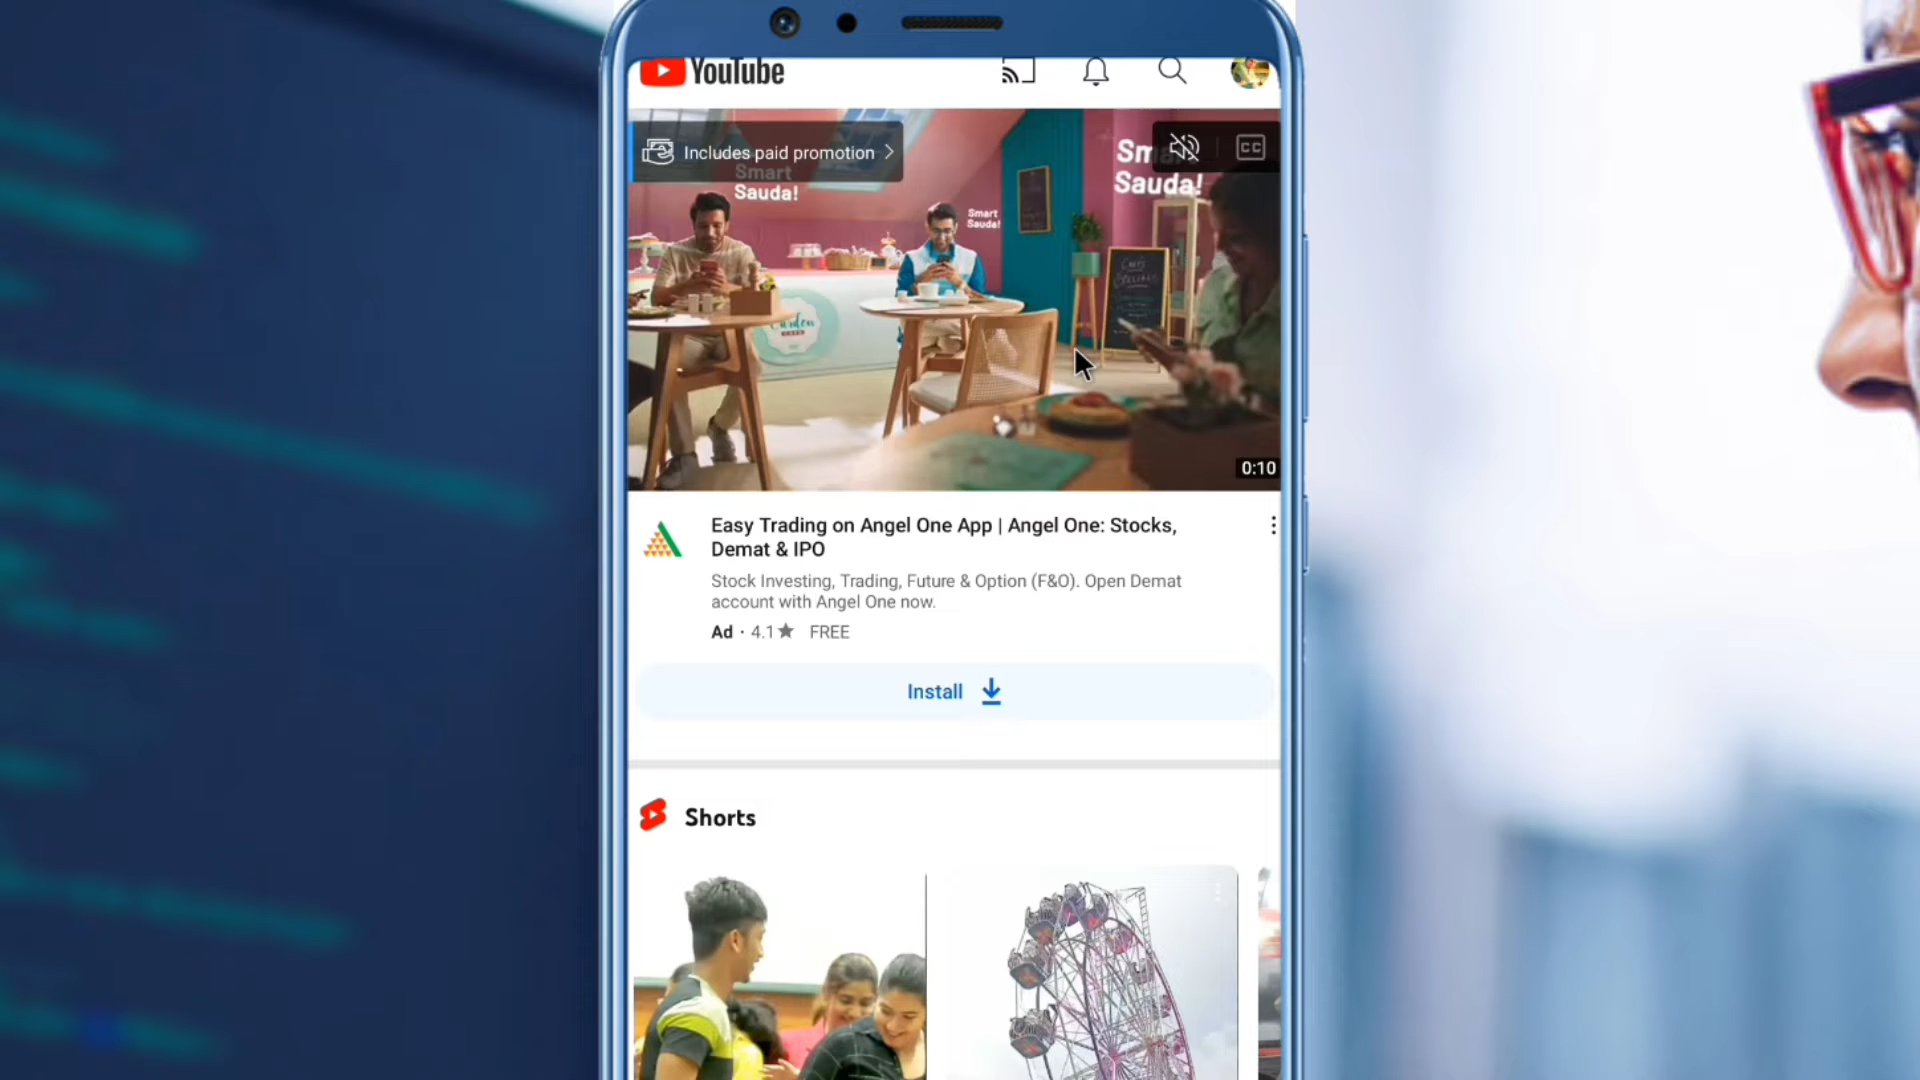 YouTube
Includes paid promotion
Smart
Sauda!
Smart
Sauda!
Sauda!
CC
0:10
Easy Trading on Angel One App | Angel One: Stocks,
Demat & IPO
Stock Investing, Trading, Future & Option (F&O). Open Demat
account with Angel One now.
Ad · 4.1★ FREE
Install
Shorts